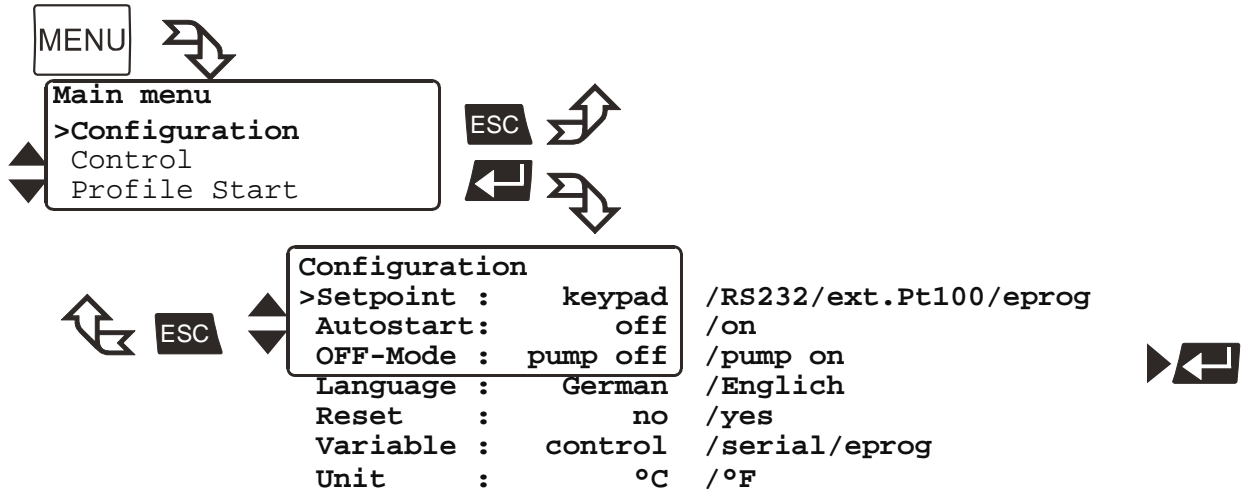 MENU
Main menu
>Configuration
Control
Profile Start
ESC
ESC
Configuration
>Setpoint : keypad /RS232/ext.Pt100/eprog
Autostart: off /on
OFF-Mode : pump off /pump on
Language : German /Englich
Reset : no /yes
Variable : control /serial/eprog
Unit : °C /°F